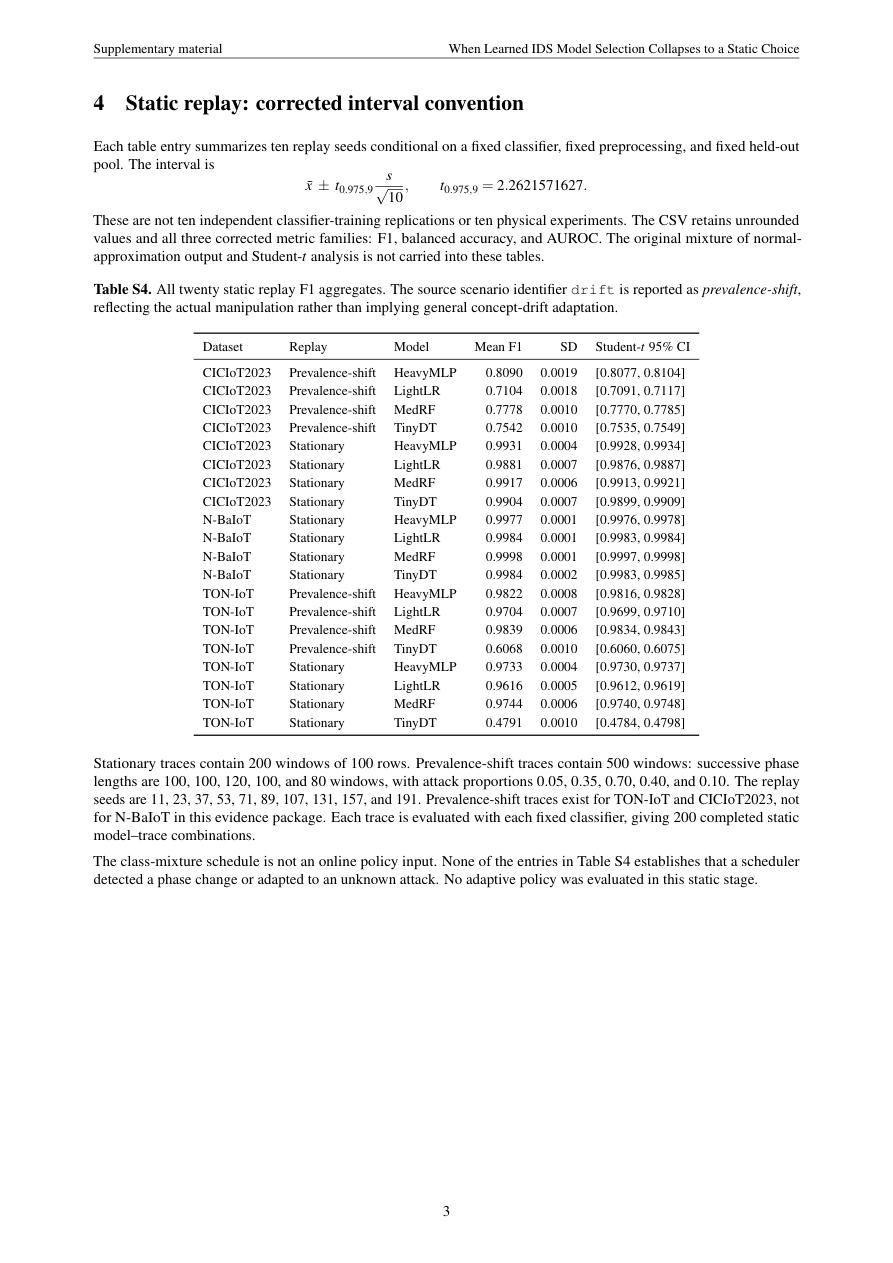 Supplementary material When Learned IDS Model Selection Collapses to a Static Choice
4 Static replay: corrected interval convention
Each table entry summarizes ten replay seeds conditional on a fixed classifier, fixed preprocessing, and fixed held-out
pool. The interval is
x̄ ± t0.975,9 s/√10, t0.975,9 = 2.2621571627.
These are not ten independent classifier-training replications or ten physical experiments. The CSV retains unrounded
values and all three corrected metric families: F1, balanced accuracy, and AUROC. The original mixture of normal-
approximation output and Student-t analysis is not carried into these tables.
Table S4. All twenty static replay F1 aggregates. The source scenario identifier drift is reported as prevalence-shift,
reflecting the actual manipulation rather than implying general concept-drift adaptation.
Dataset Replay Model Mean F1 SD Student-t 95% CI
CICIoT2023 Prevalence-shift HeavyMLP 0.8090 0.0019 [0.8077, 0.8104]
CICIoT2023 Prevalence-shift LightLR 0.7104 0.0018 [0.7091, 0.7117]
CICIoT2023 Prevalence-shift MedRF 0.7778 0.0010 [0.7770, 0.7785]
CICIoT2023 Prevalence-shift TinyDT 0.7542 0.0010 [0.7535, 0.7549]
CICIoT2023 Stationary HeavyMLP 0.9931 0.0004 [0.9928, 0.9934]
CICIoT2023 Stationary LightLR 0.9881 0.0007 [0.9876, 0.9887]
CICIoT2023 Stationary MedRF 0.9917 0.0006 [0.9913, 0.9921]
CICIoT2023 Stationary TinyDT 0.9904 0.0007 [0.9899, 0.9909]
N-BaIoT Stationary HeavyMLP 0.9977 0.0001 [0.9976, 0.9978]
N-BaIoT Stationary LightLR 0.9984 0.0001 [0.9983, 0.9984]
N-BaIoT Stationary MedRF 0.9998 0.0001 [0.9997, 0.9998]
N-BaIoT Stationary TinyDT 0.9984 0.0002 [0.9983, 0.9985]
TON-IoT Prevalence-shift HeavyMLP 0.9822 0.0008 [0.9816, 0.9828]
TON-IoT Prevalence-shift LightLR 0.9704 0.0007 [0.9699, 0.9710]
TON-IoT Prevalence-shift MedRF 0.9839 0.0006 [0.9834, 0.9843]
TON-IoT Prevalence-shift TinyDT 0.6068 0.0010 [0.6060, 0.6075]
TON-IoT Stationary HeavyMLP 0.9733 0.0004 [0.9730, 0.9737]
TON-IoT Stationary LightLR 0.9616 0.0005 [0.9612, 0.9619]
TON-IoT Stationary MedRF 0.9744 0.0006 [0.9740, 0.9748]
TON-IoT Stationary TinyDT 0.4791 0.0010 [0.4784, 0.4798]
Stationary traces contain 200 windows of 100 rows. Prevalence-shift traces contain 500 windows: successive phase
lengths are 100, 100, 120, 100, and 80 windows, with attack proportions 0.05, 0.35, 0.70, 0.40, and 0.10. The replay
seeds are 11, 23, 37, 53, 71, 89, 107, 131, 157, and 191. Prevalence-shift traces exist for TON-IoT and CICIoT2023, not
for N-BaIoT in this evidence package. Each trace is evaluated with each fixed classifier, giving 200 completed static
model–trace combinations.
The class-mixture schedule is not an online policy input. None of the entries in Table S4 establishes that a scheduler
detected a phase change or adapted to an unknown attack. No adaptive policy was evaluated in this static stage.
3